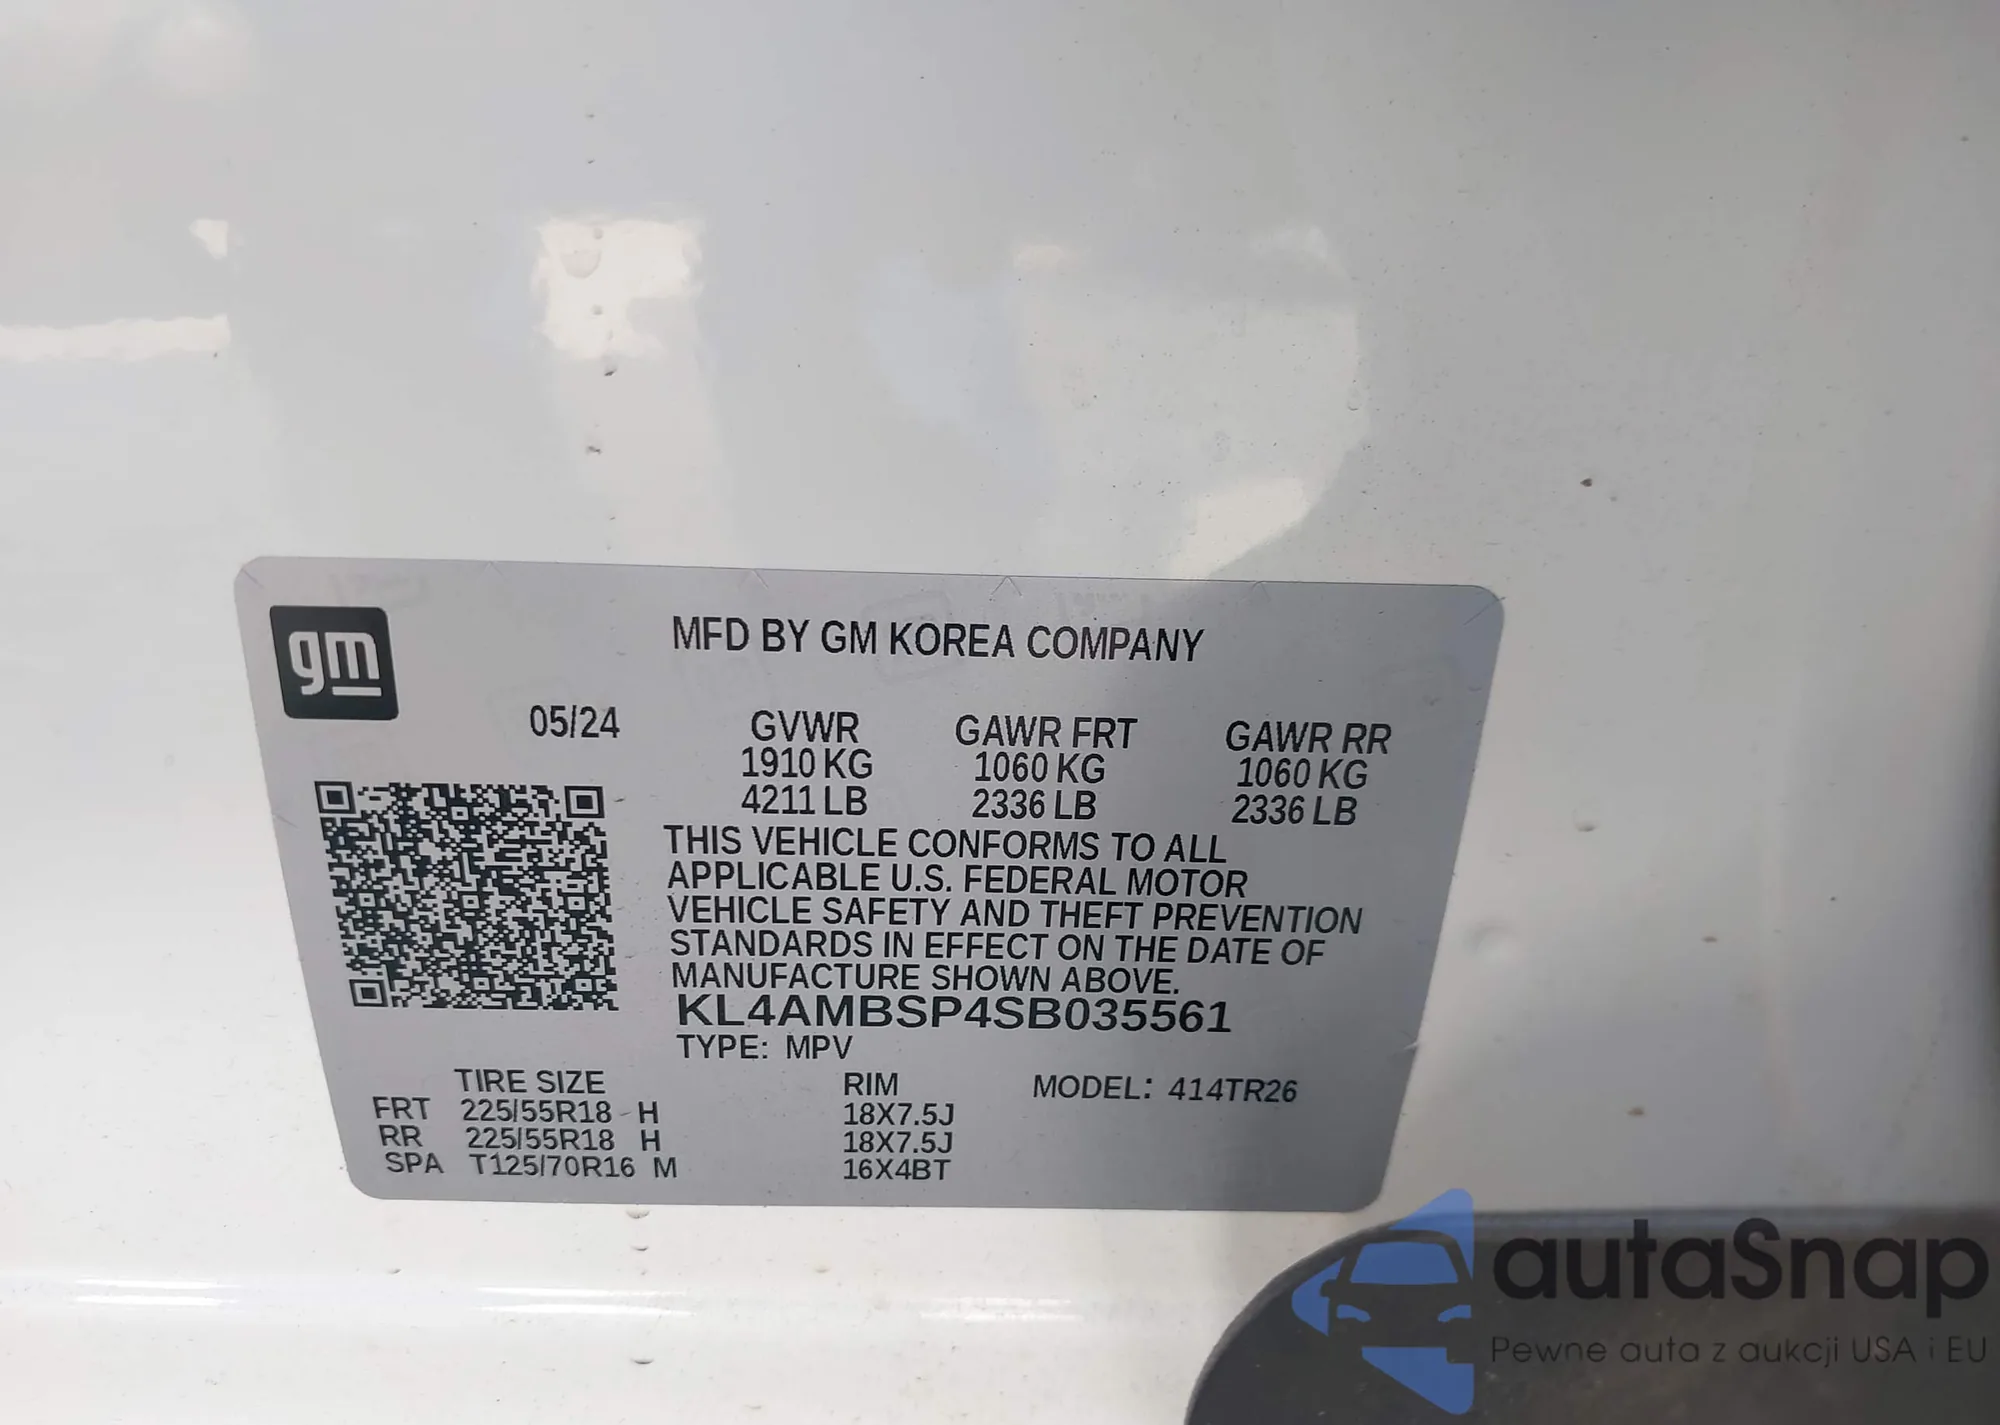 gm
MFD BY GM KOREA COMPANY
05/24
GVWR GAWR FRT GAWR RR
1910 KG 1060 KG 1060 KG
4211 LB 2336 LB 2336 LB
THIS VEHICLE CONFORMS TO ALL
APPLICABLE U.S. FEDERAL MOTOR
VEHICLE SAFETY AND THEFT PREVENTION
STANDARDS IN EFFECT ON THE DATE OF
MANUFACTURE SHOWN ABOVE.
KL4AMBSP4SB035561
TYPE: MPV
TIRE SIZE RIM MODEL: 414TR26
FRT 225/55R18 H 18X7.5J
RR 225/55R18 H 18X7.5J
SPA T125/70R16 M 16X4BT
autaSnap
Pewne auta z aukcji USA i EU